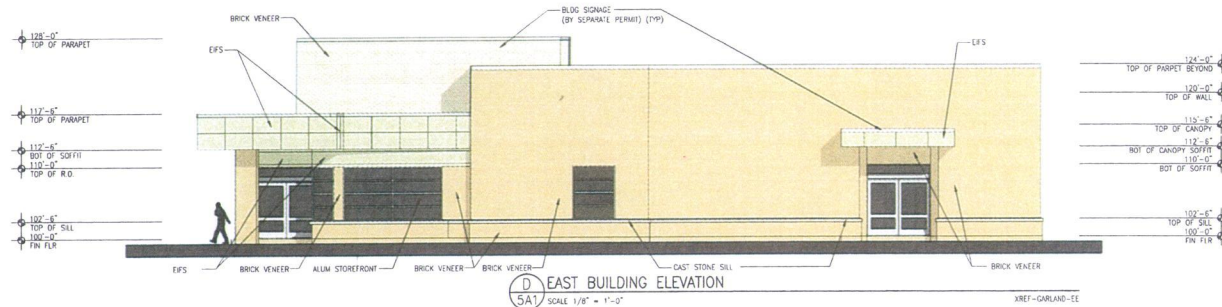 BLDG SIGNAGE
(BY SEPARATE PERMIT) (TYP)
BRICK VENEER
EIFS
EIFS
128'-0"
TOP OF PARAPET
117'-6"
TOP OF PARAPET
112'-6"
BOT OF SOFFIT
110'-0"
TOP OF R.O.
102'-6"
TOP OF SILL
100'-0"
FIN FLR
124'-0"
TOP OF PARPET BEYOND
120'-0"
TOP OF WALL
115'-6"
TOP OF CANOPY
112'-6"
BOT OF CANOPY SOFFIT
110'-0"
BOT OF SOFFIT
102'-6"
TOP OF SILL
100'-0"
FIN FLR
EIFS
BRICK VENEER
ALUM STOREFRONT
BRICK VENEER
BRICK VENEER
CAST STONE SILL
BRICK VENEER
D
5A1
EAST BUILDING ELEVATION
SCALE 1/8" = 1'-0"
XREF-GARLAND-EE